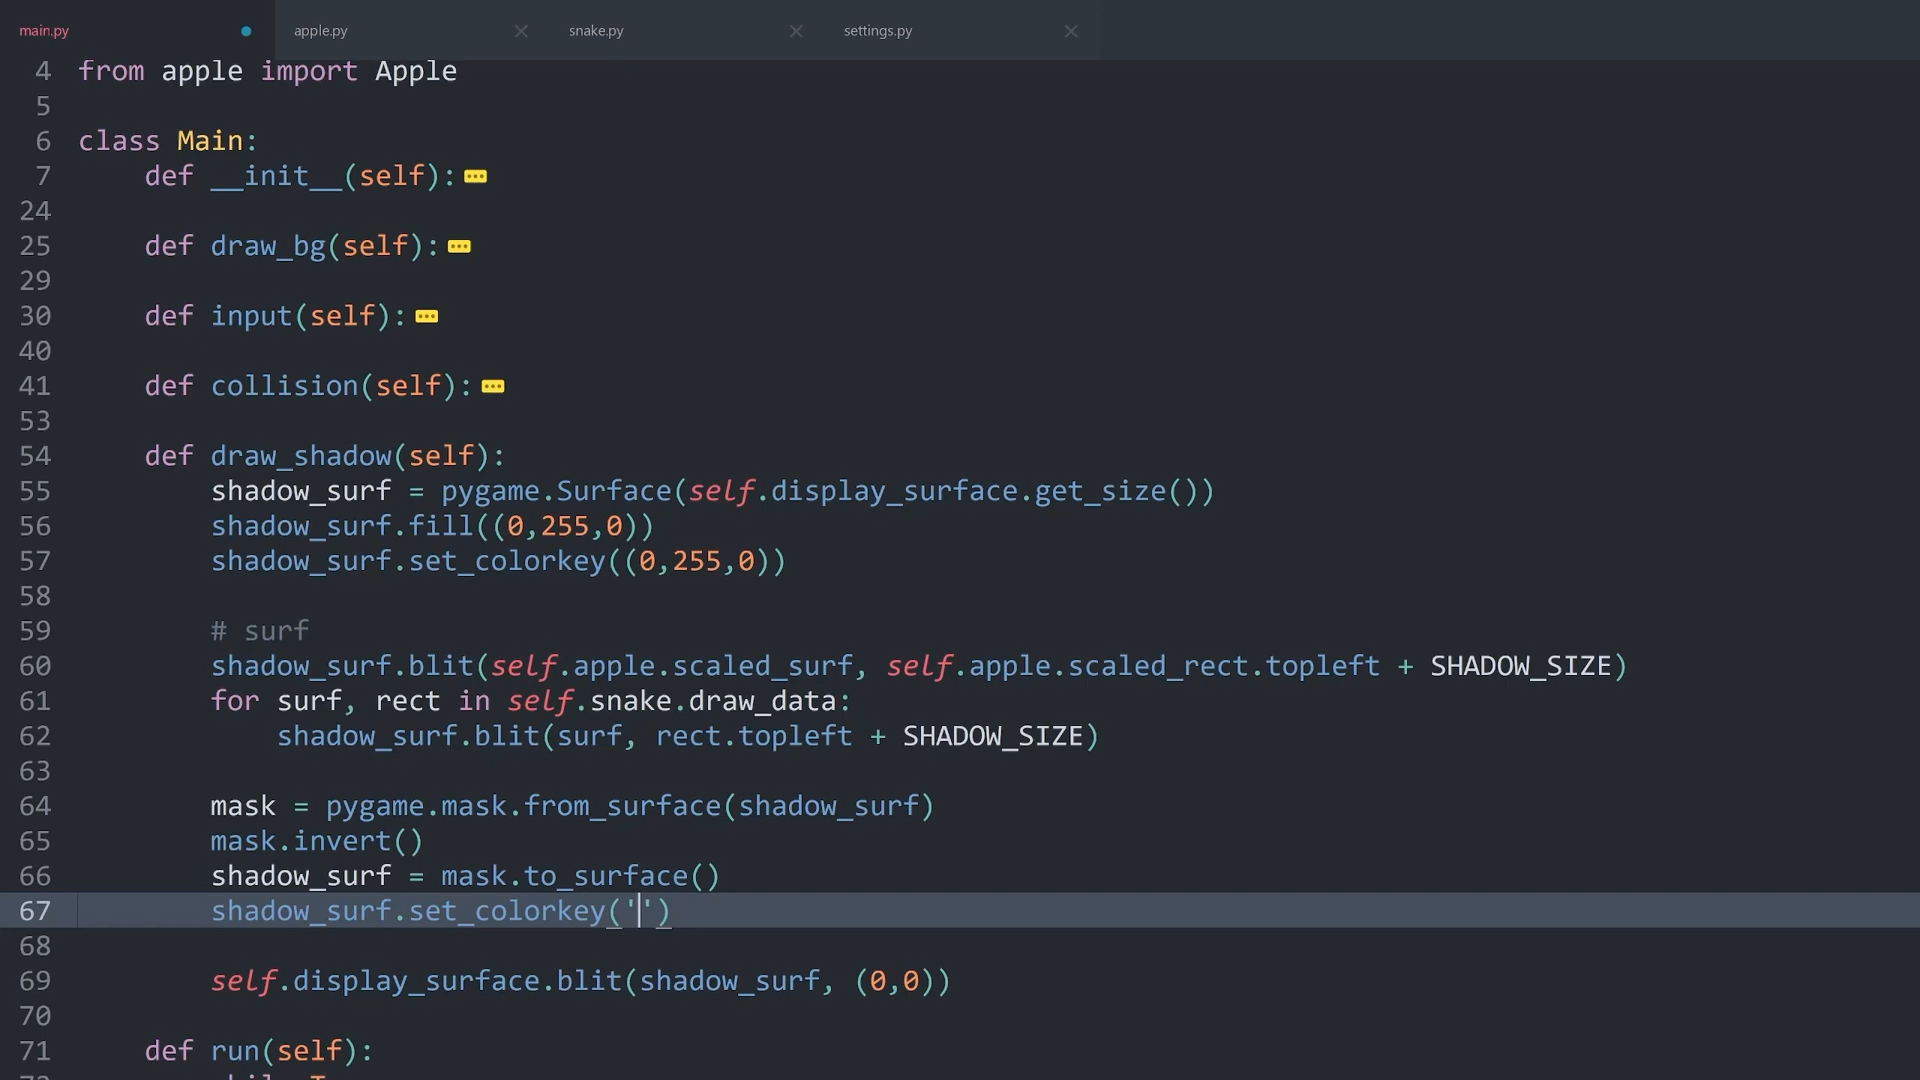 main.py apple.py snake.py settings.py
4 from apple import Apple
5
6 class Main:
7 def __init__(self):
24
25 def draw_bg(self):
29
30 def input(self):
40
41 def collision(self):
53
54 def draw_shadow(self):
55 shadow_surf = pygame.Surface(self.display_surface.get_size())
56 shadow_surf.fill((0,255,0))
57 shadow_surf.set_colorkey((0,255,0))
58
59 # surf
60 shadow_surf.blit(self.apple.scaled_surf, self.apple.scaled_rect.topleft + SHADOW_SIZE)
61 for surf, rect in self.snake.draw_data:
62 shadow_surf.blit(surf, rect.topleft + SHADOW_SIZE)
63
64 mask = pygame.mask.from_surface(shadow_surf)
65 mask.invert()
66 shadow_surf = mask.to_surface()
67 shadow_surf.set_colorkey('')
68
69 self.display_surface.blit(shadow_surf, (0,0))
70
71 def run(self):